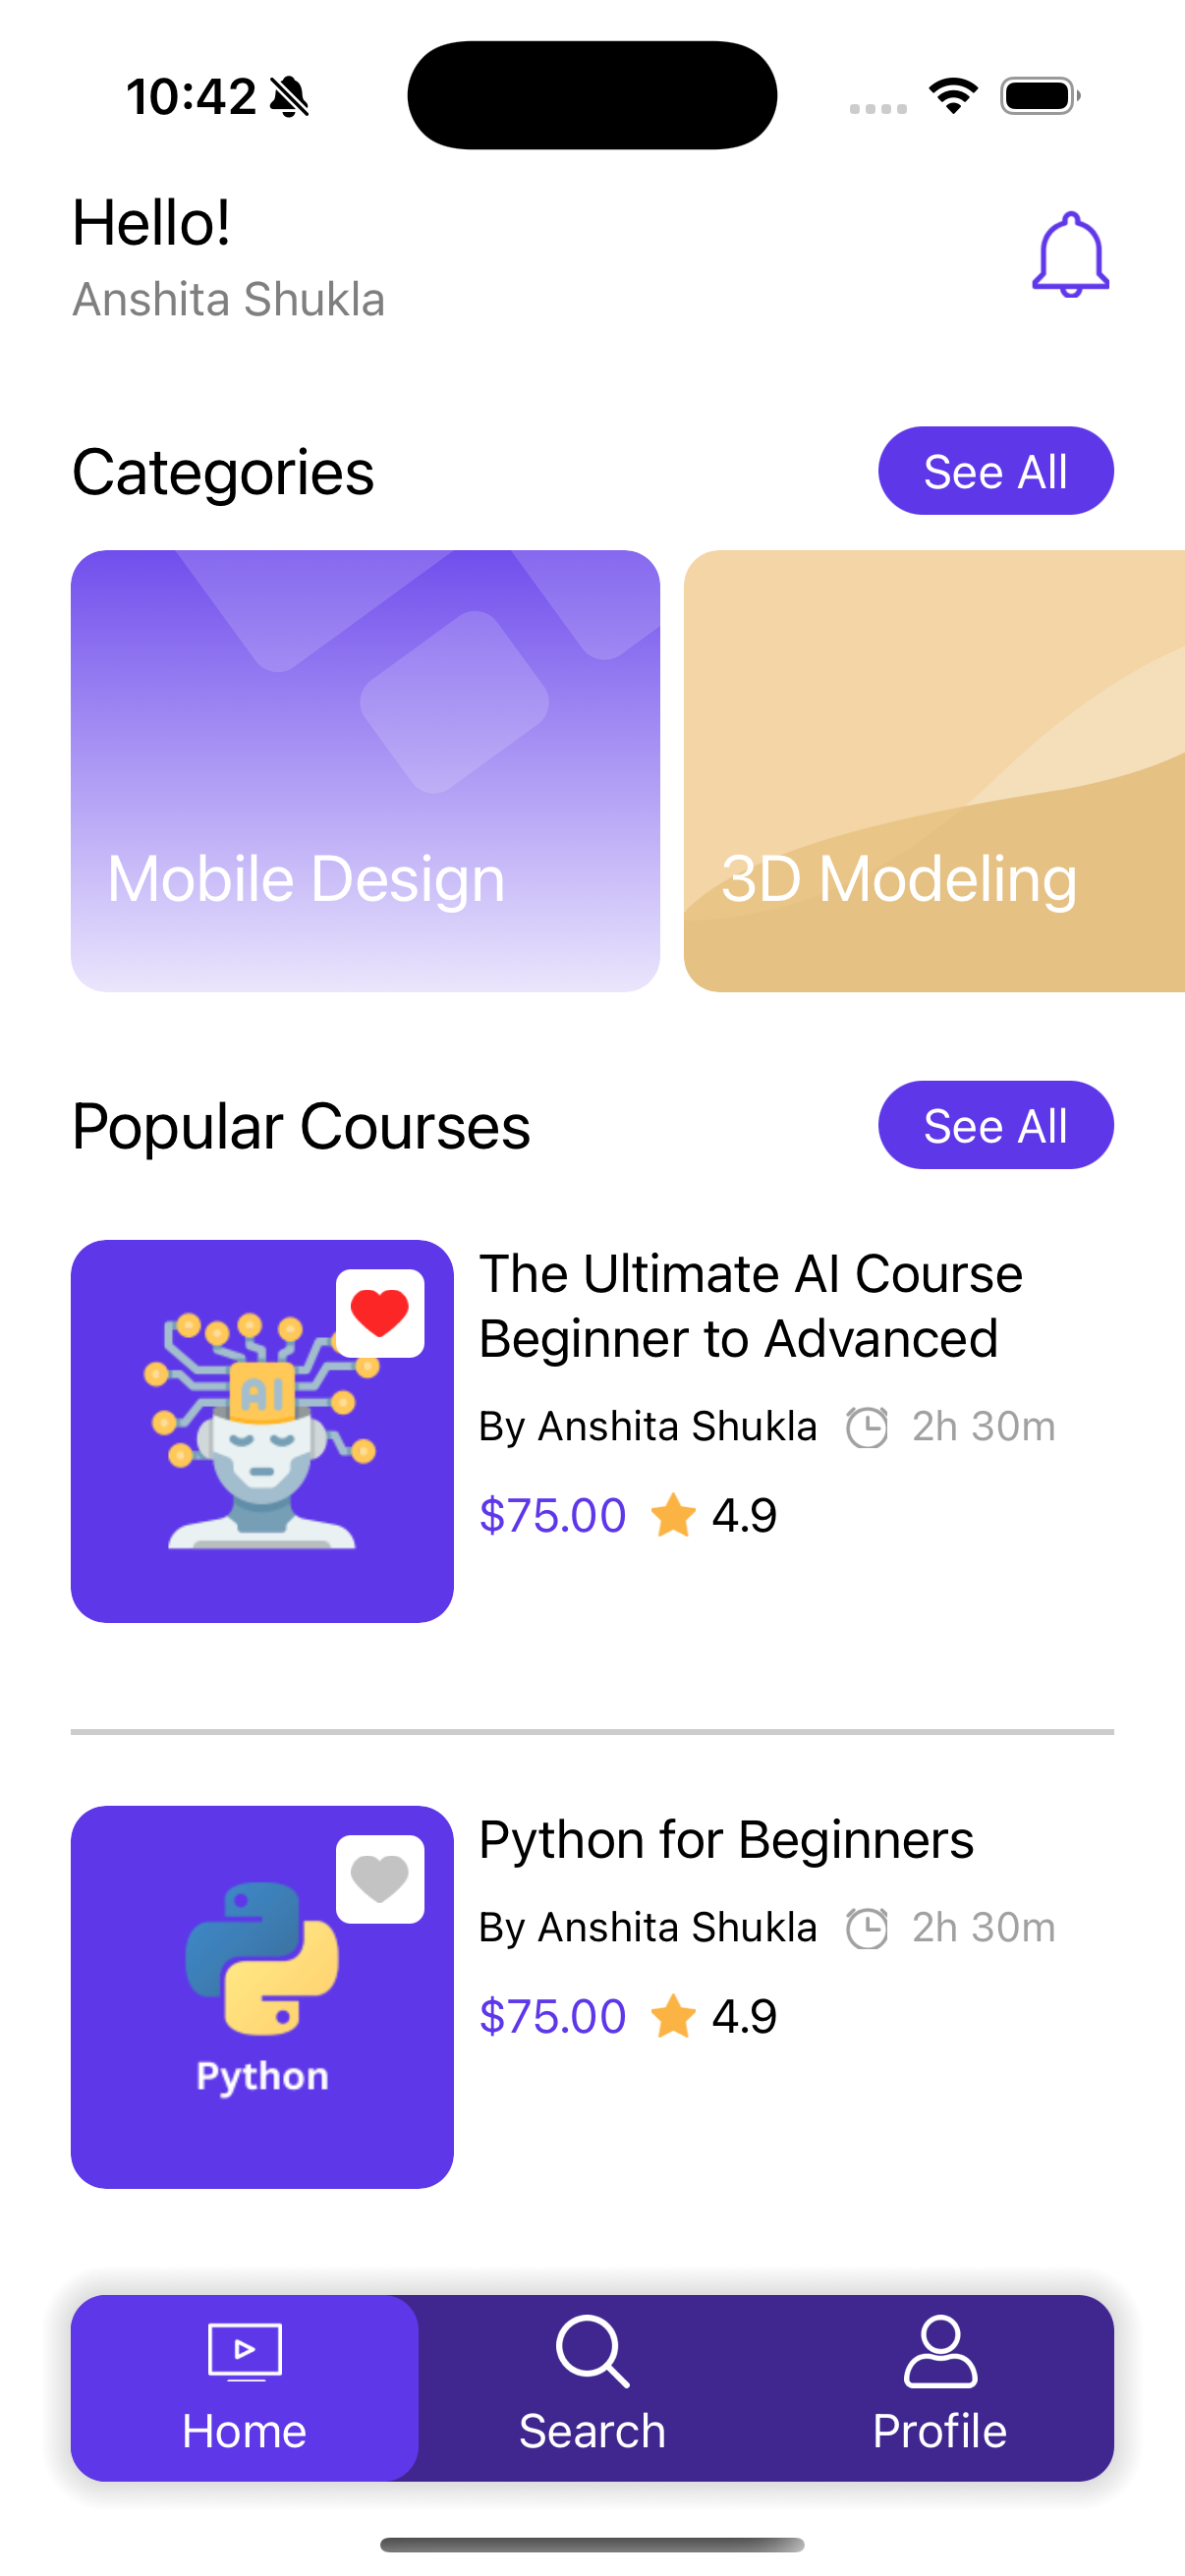 10:42
Hello!
Anshita Shukla
Categories
See All
Mobile Design
3D Modeling
Popular Courses
See All
AI
The Ultimate AI Course
Beginner to Advanced
By Anshita Shukla 2h 30m
$75.00 4.9
Python
Python for Beginners
By Anshita Shukla 2h 30m
$75.00 4.9
Home
Search
Profile